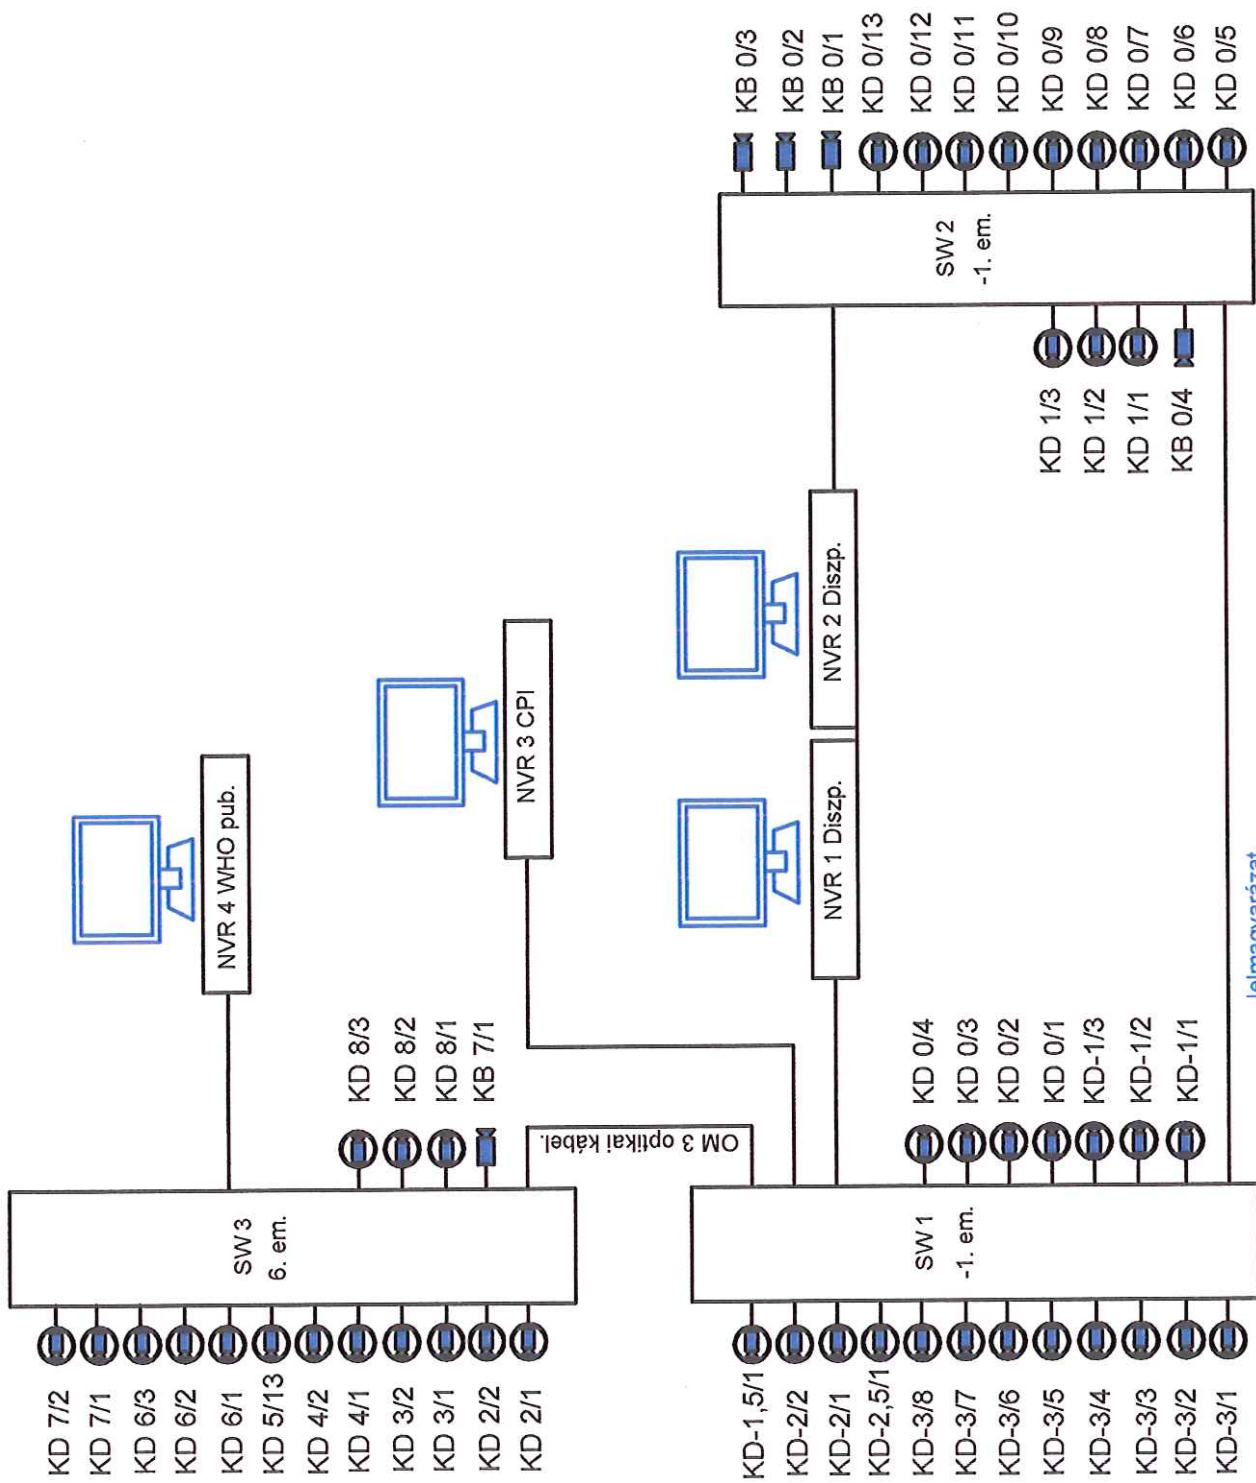 KD 7/2
KD 7/1
KD 6/3
KD 6/2
KD 6/1
KD 5/13
KD 4/2
KD 4/1
KD 3/2
KD 3/1
KD 2/2
KD 2/1
SW 3
6. em.
KD 8/3
KD 8/2
KD 8/1
KB 7/1
NVR 4 WHO pub.
NVR 3 CPI
OM 3 optikai kábel.
KD-1,5/1
KD-2/2
KD-2/1
KD-2,5/1
KD-3/8
KD-3/7
KD-3/6
KD-3/5
KD-3/4
KD-3/3
KD-3/2
KD-3/1
SW 1
-1. em.
KD 0/4
KD 0/3
KD 0/2
KD 0/1
KD-1/3
KD-1/2
KD-1/1
NVR 1 Diszp.
NVR 2 Diszp.
KD 1/3
KD 1/2
KD 1/1
KB 0/4
SW 2
-1. em.
KB 0/3
KB 0/2
KB 0/1
KD 0/13
KD 0/12
KD 0/11
KD 0/10
KD 0/9
KD 0/8
KD 0/7
KD 0/6
KD 0/5
Jelmagyarázat